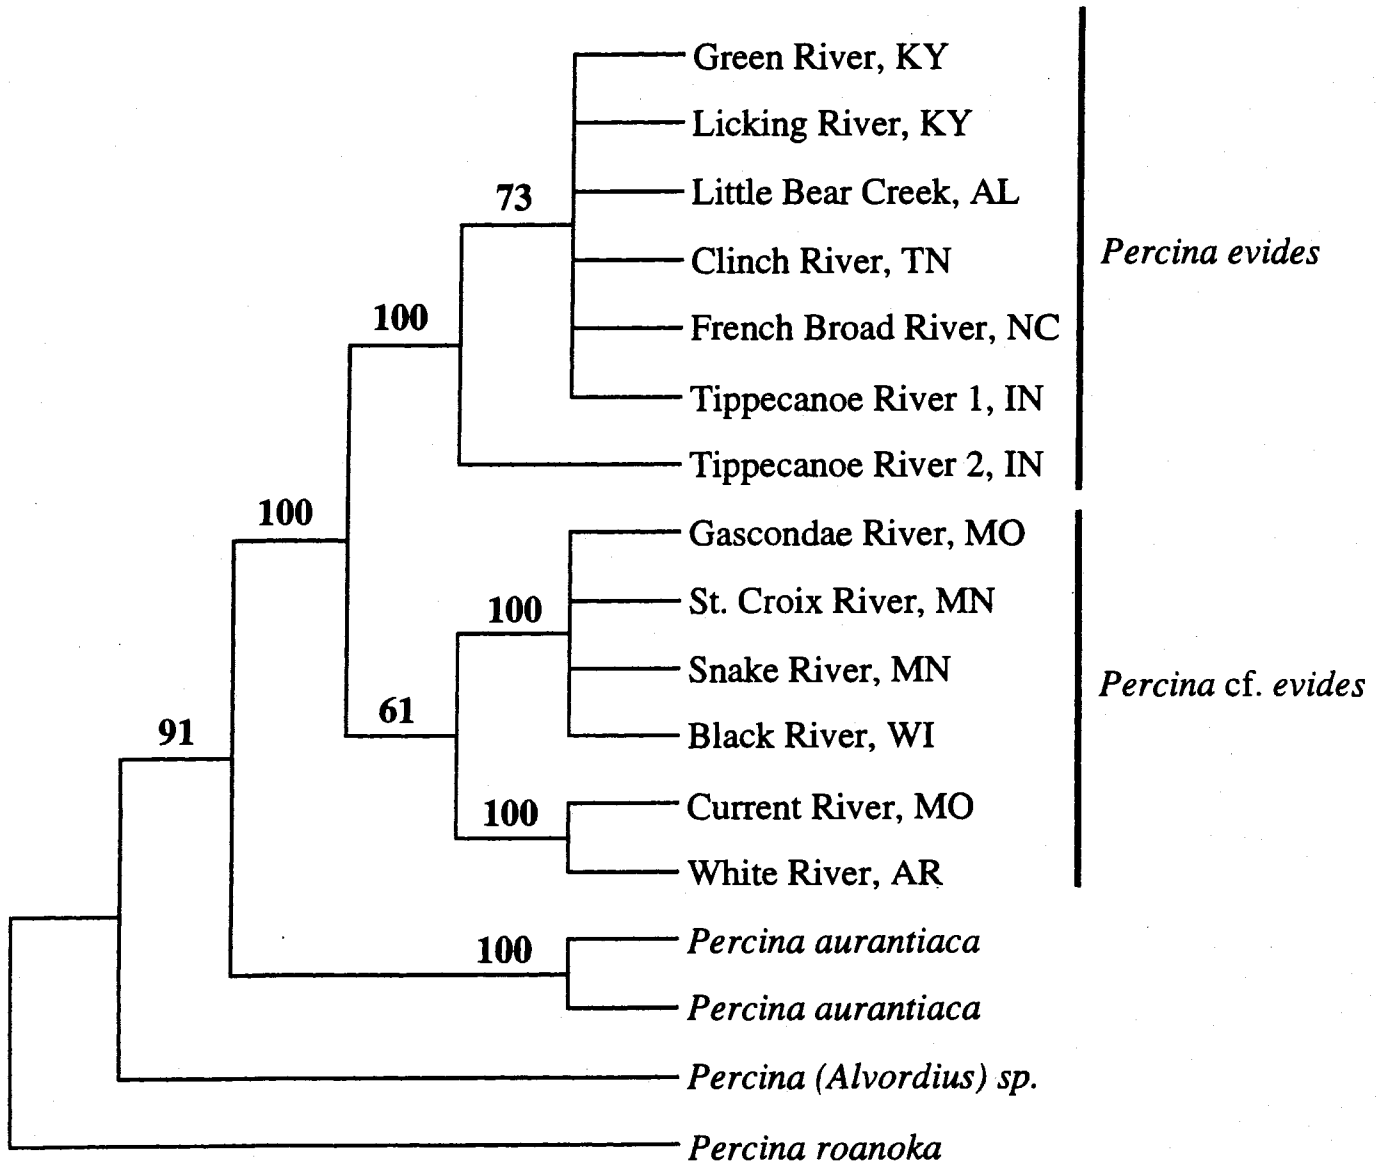 Green River, KY
Licking River, KY
Little Bear Creek, AL
73
Clinch River, TN
Percina evides
French Broad River, NC
100
Tippecanoe River 1, IN
Tippecanoe River 2, IN
100
Gascondae River, MO
St. Croix River, MN
100
Snake River, MN
Percina cf. evides
61
Black River, WI
91
Current River, MO
100
White River, AR
Percina aurantiaca
100
Percina aurantiaca
Percina (Alvordius) sp.
Percina roanoka